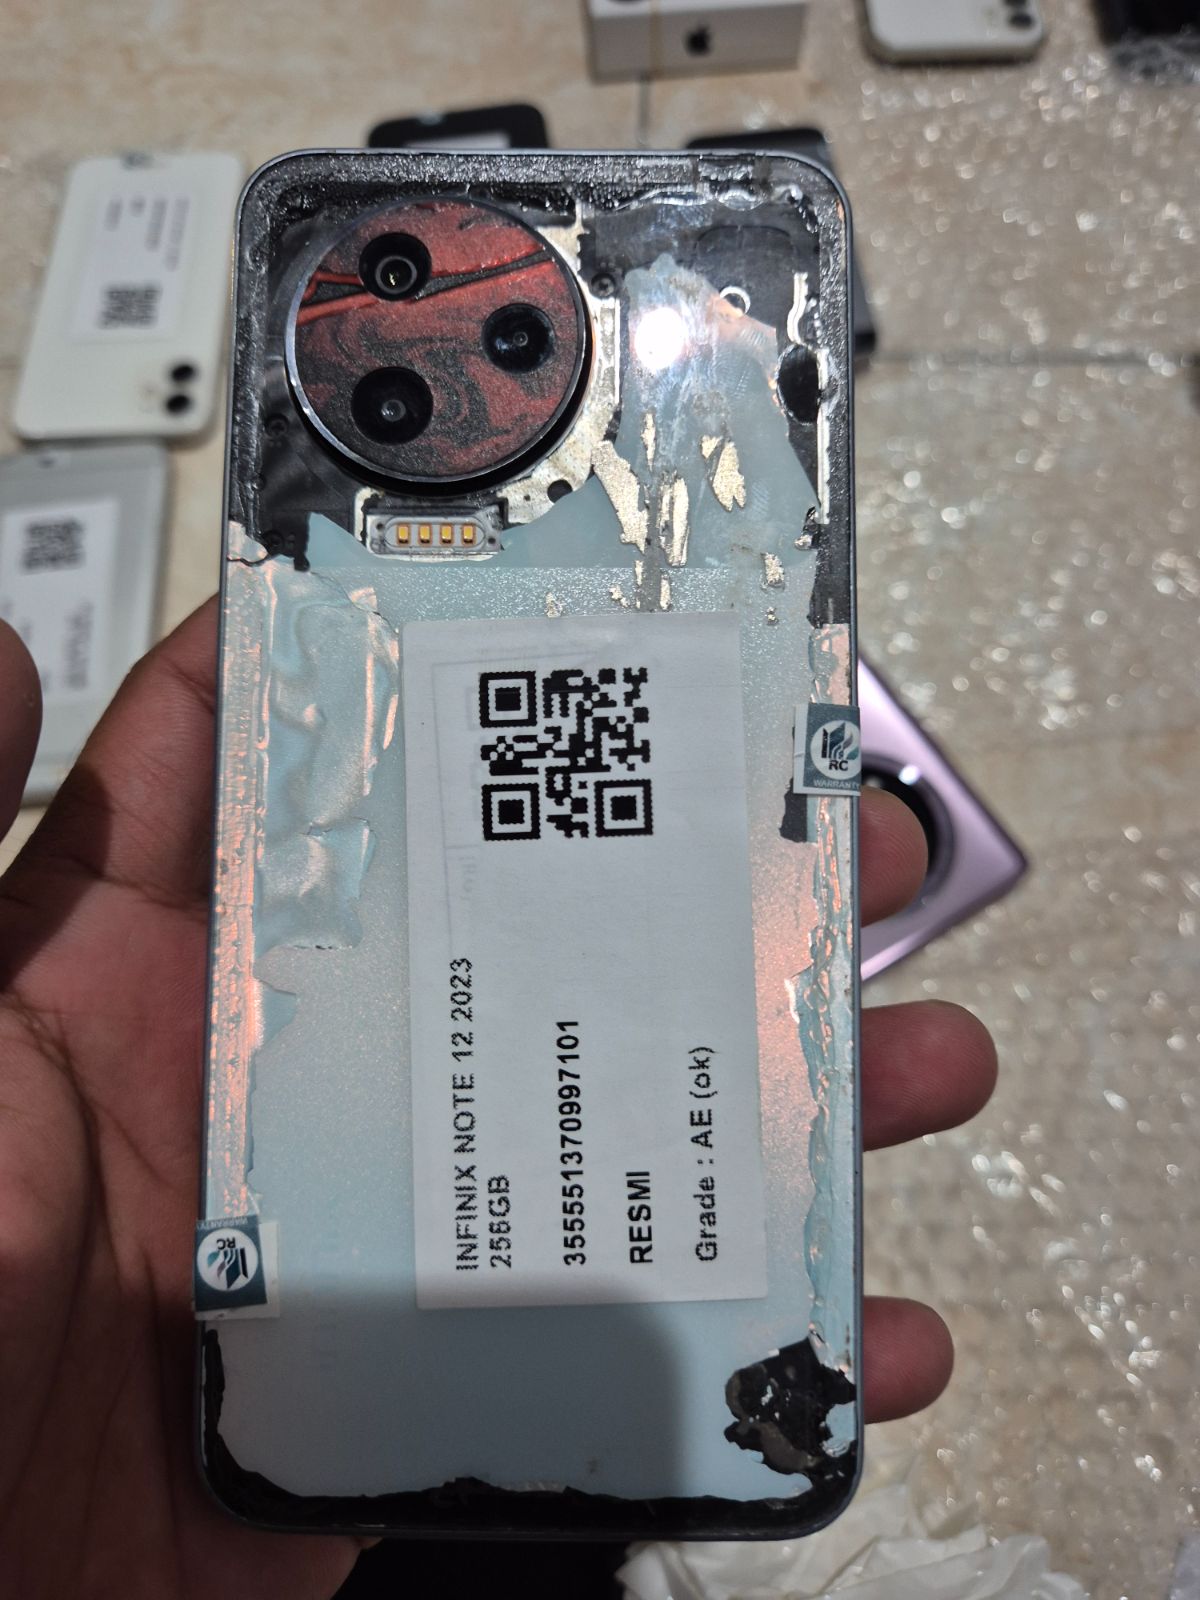 INFINIX NOTE 12 2023
256GB
355551370997101
RESMI
Grade : AE (ok)
RC
WARRANTY
RC
WARRANTY